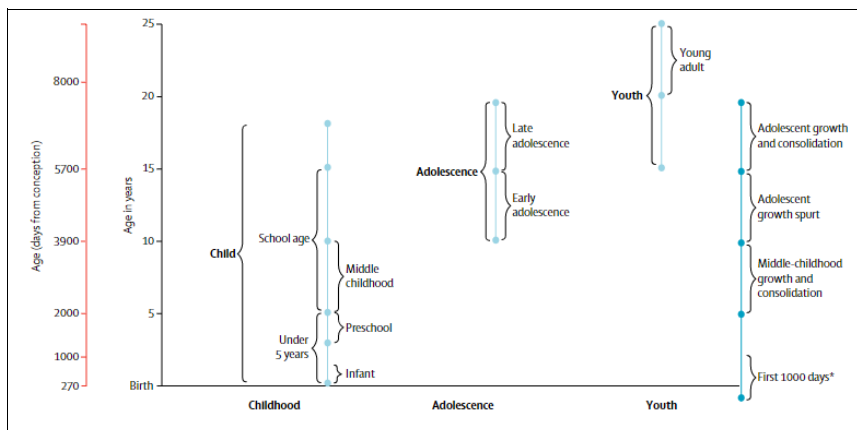 Age (days from conception)
8000
5700
3900
2000
1000
270
Age in years
25
20
15
10
5
Birth
Child
School age
Middle
childhood
Under
5 years
Preschool
Infant
Adolescence
Late
adolescence
Early
adolescence
Youth
Young
adult
Adolescent growth
and consolidation
Adolescent
growth spurt
Middle-childhood
growth and
consolidation
First 1000 days*
Childhood
Adolescence
Youth